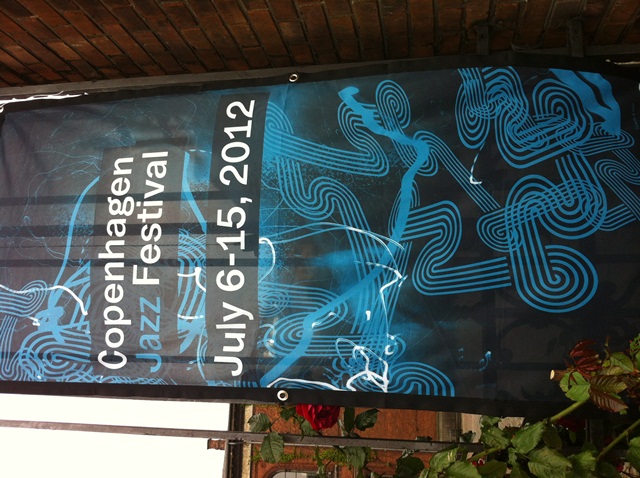 Copenhagen
Jazz Festival
July 6-15, 2012